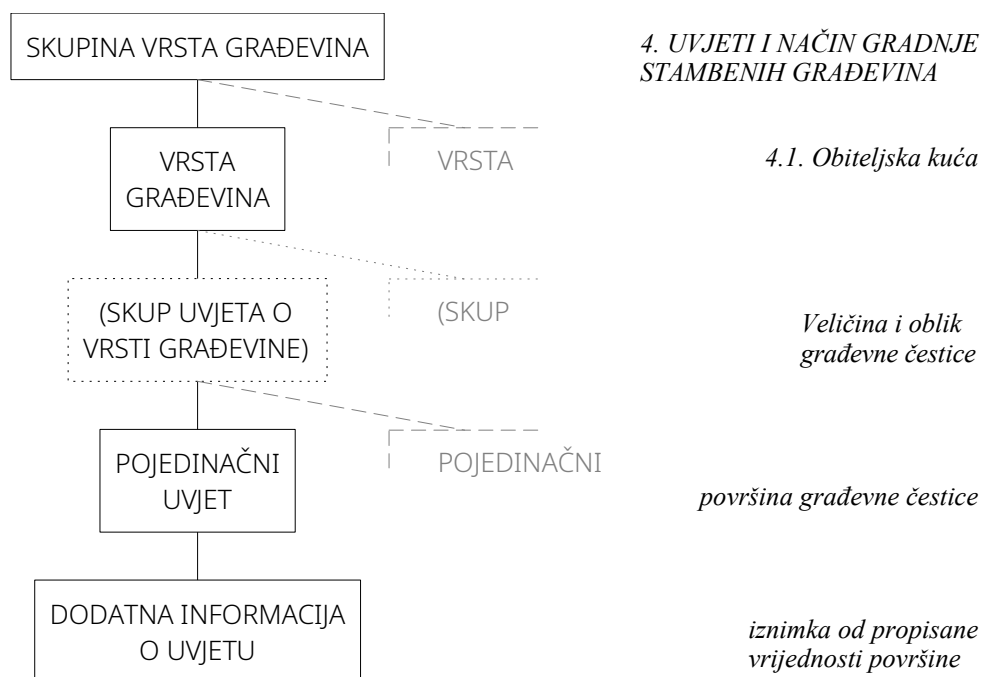 SKUPINA VRSTA GRAĐEVINA
4. UVJETI I NAČIN GRADNJE
STAMBENIH GRAĐEVINA
VRSTA
GRAĐEVINA
VRSTA
4.1. Obiteljska kuća
(SKUP UVJETA O
VRSTI GRAĐEVINE)
(SKUP
Veličina i oblik
građevne čestice
POJEDINAČNI
UVJET
POJEDINAČNI
površina građevne čestice
DODATNA INFORMACIJA
O UVJETU
iznimka od propisane
vrijednosti površine